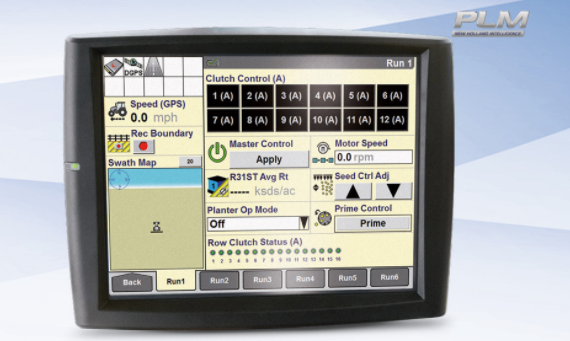 PLM
NEW HOLLAND INTELLIGENCE
DGPS
Run 1
Clutch Control (A)
1 (A) 2 (A) 3 (A) 4 (A) 5 (A) 6 (A)
7 (A) 8 (A) 9 (A) 10 (A) 11 (A) 12 (A)
Speed (GPS)
0.0 mph
Rec Boundary
Swath Map 20
Master Control
Apply
Motor Speed
0.0 rpm
R31ST Avg Rt
----- ksds/ac
Seed Ctrl Adj
Planter Op Mode
Off
Prime Control
Prime
Row Clutch Status (A)
1 2 3 4 5 6 7 8 9 10 11 12 13 14 15 16
Back Run1 Run2 Run3 Run4 Run5 Run6